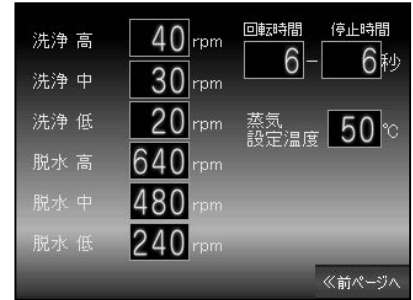 洗浄 高 40 rpm
洗浄 中 30 rpm
洗浄 低 20 rpm
脱水 高 640 rpm
脱水 中 480 rpm
脱水 低 240 rpm
回転時間 停止時間
6 - 6 秒
蒸気
設定温度 50 ℃
≪前ページへ